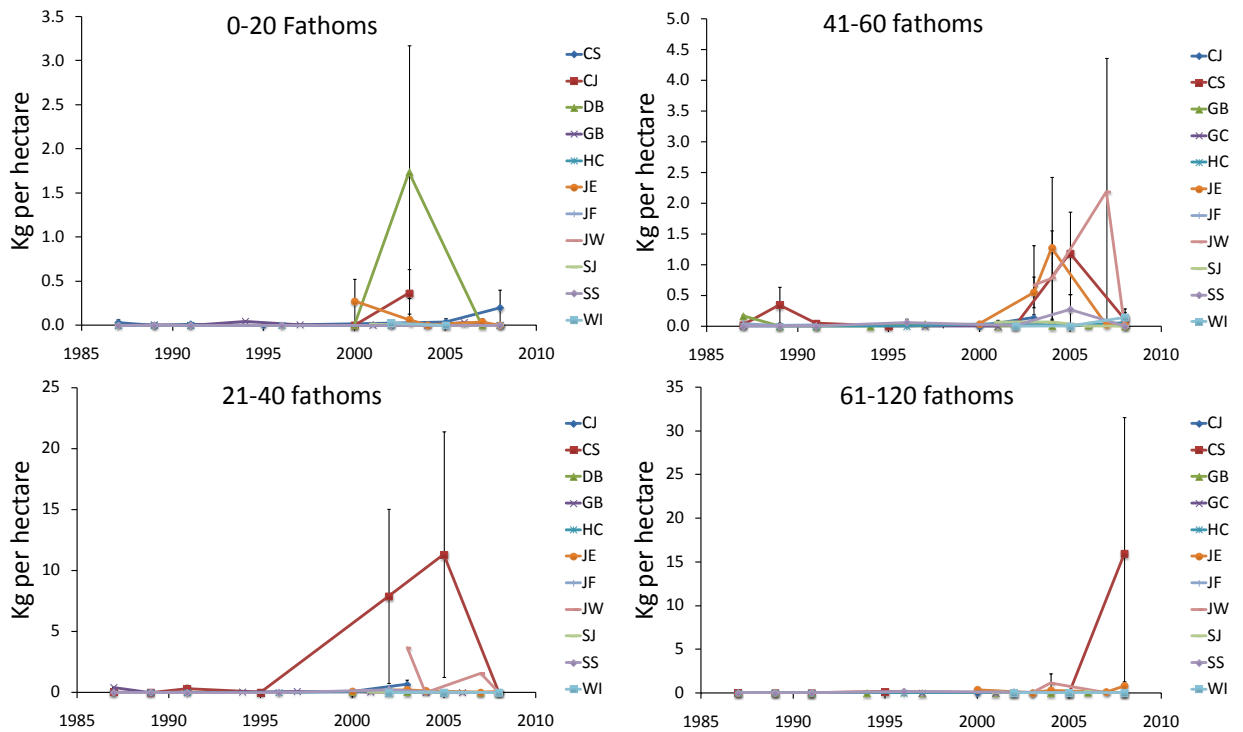 0-20 Fathoms
Kg per hectare
3.5
3.0
2.5
2.0
1.5
1.0
0.5
0.0
1985 1990 1995 2000 2005 2010
CS
CJ
DB
GB
HC
JE
JF
JW
SJ
SS
WI
41-60 fathoms
Kg per hectare
5.0
4.5
4.0
3.5
3.0
2.5
2.0
1.5
1.0
0.5
0.0
1985 1990 1995 2000 2005 2010
CJ
CS
GB
GC
HC
JE
JF
JW
SJ
SS
WI
21-40 fathoms
Kg per hectare
25
20
15
10
5
0
1985 1990 1995 2000 2005 2010
CJ
CS
DB
GB
HC
JE
JF
JW
SJ
SS
WI
61-120 fathoms
Kg per hectare
35
30
25
20
15
10
5
0
1985 1990 1995 2000 2005 2010
CJ
CS
GB
GC
HC
JE
JF
JW
SJ
SS
WI